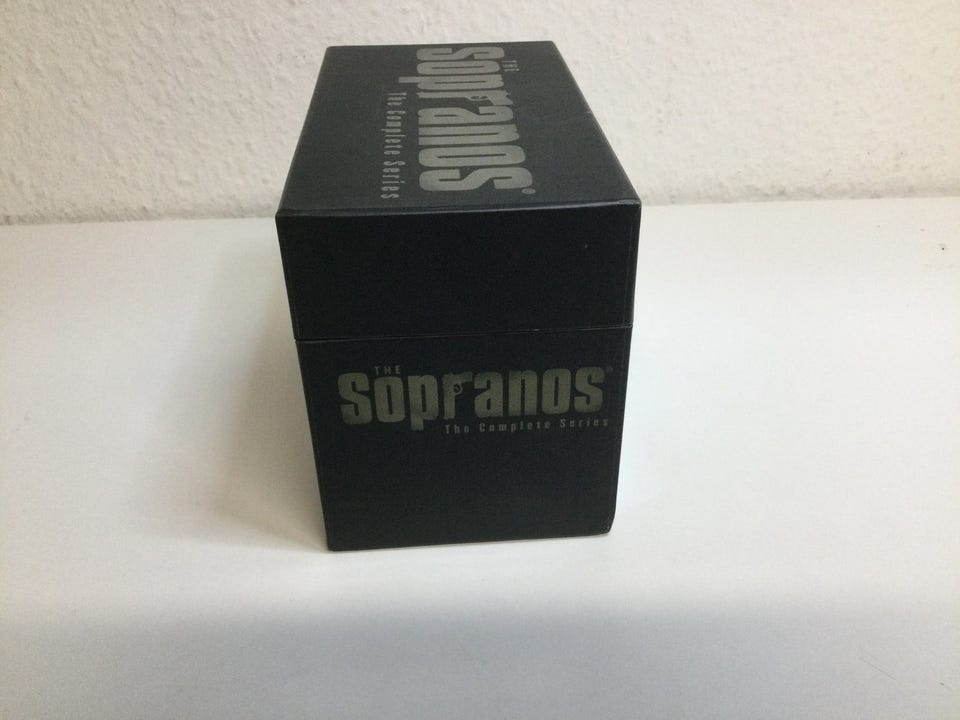 THE
Sopranos®
The Complete Series
THE
Sopranos®
The Complete Series